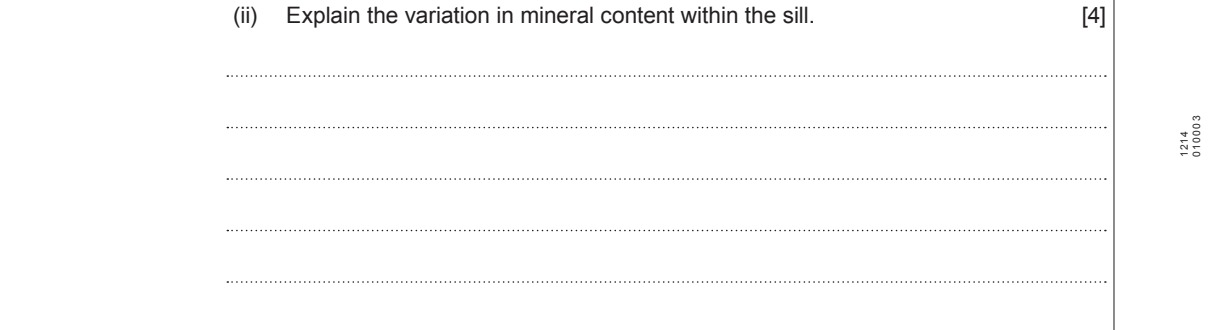 (ii) Explain the variation in mineral content within the sill. [4]
1214
010003